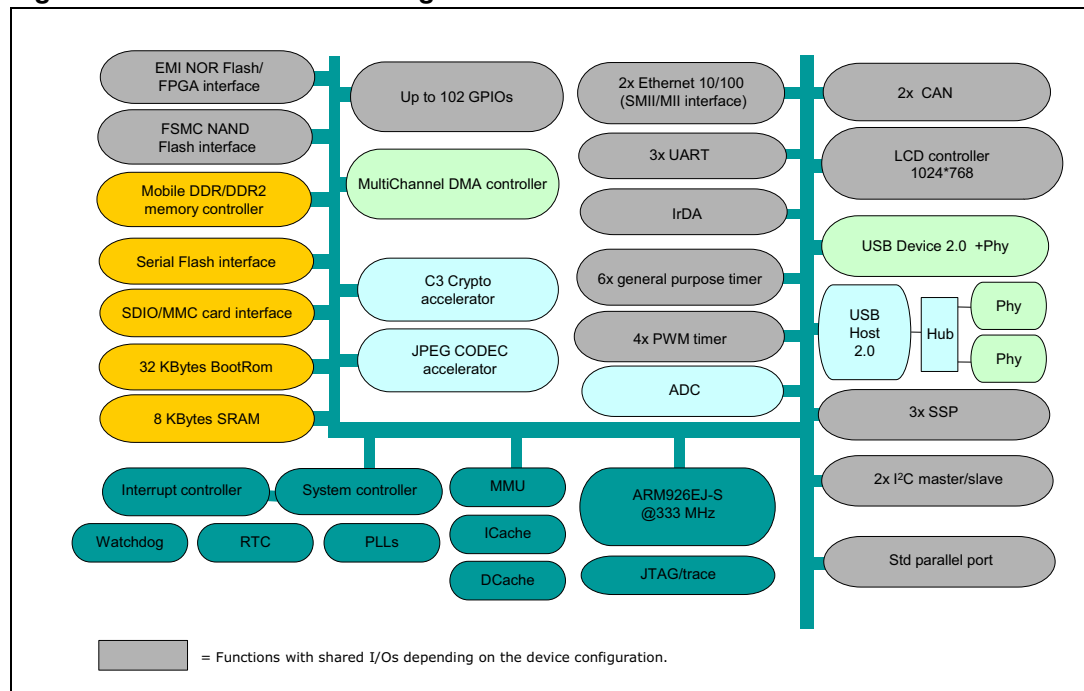 EMI NOR Flash/
FPGA interface
FSMC NAND
Flash interface
Mobile DDR/DDR2
memory controller
Serial Flash interface
SDIO/MMC card interface
32 KBytes BootRom
8 KBytes SRAM
Up to 102 GPIOs
MultiChannel DMA controller
C3 Crypto
accelerator
JPEG CODEC
accelerator
2x Ethernet 10/100
(SMII/MII interface)
3x UART
IrDA
6x general purpose timer
4x PWM timer
ADC
2x CAN
LCD controller
1024*768
USB Device 2.0 +Phy
USB
Host
2.0
Hub
Phy
Phy
3x SSP
2x I²C master/slave
Std parallel port
Interrupt controller
System controller
Watchdog
RTC
PLLs
MMU
ICache
DCache
ARM926EJ-S
@333 MHz
JTAG/trace
= Functions with shared I/Os depending on the device configuration.